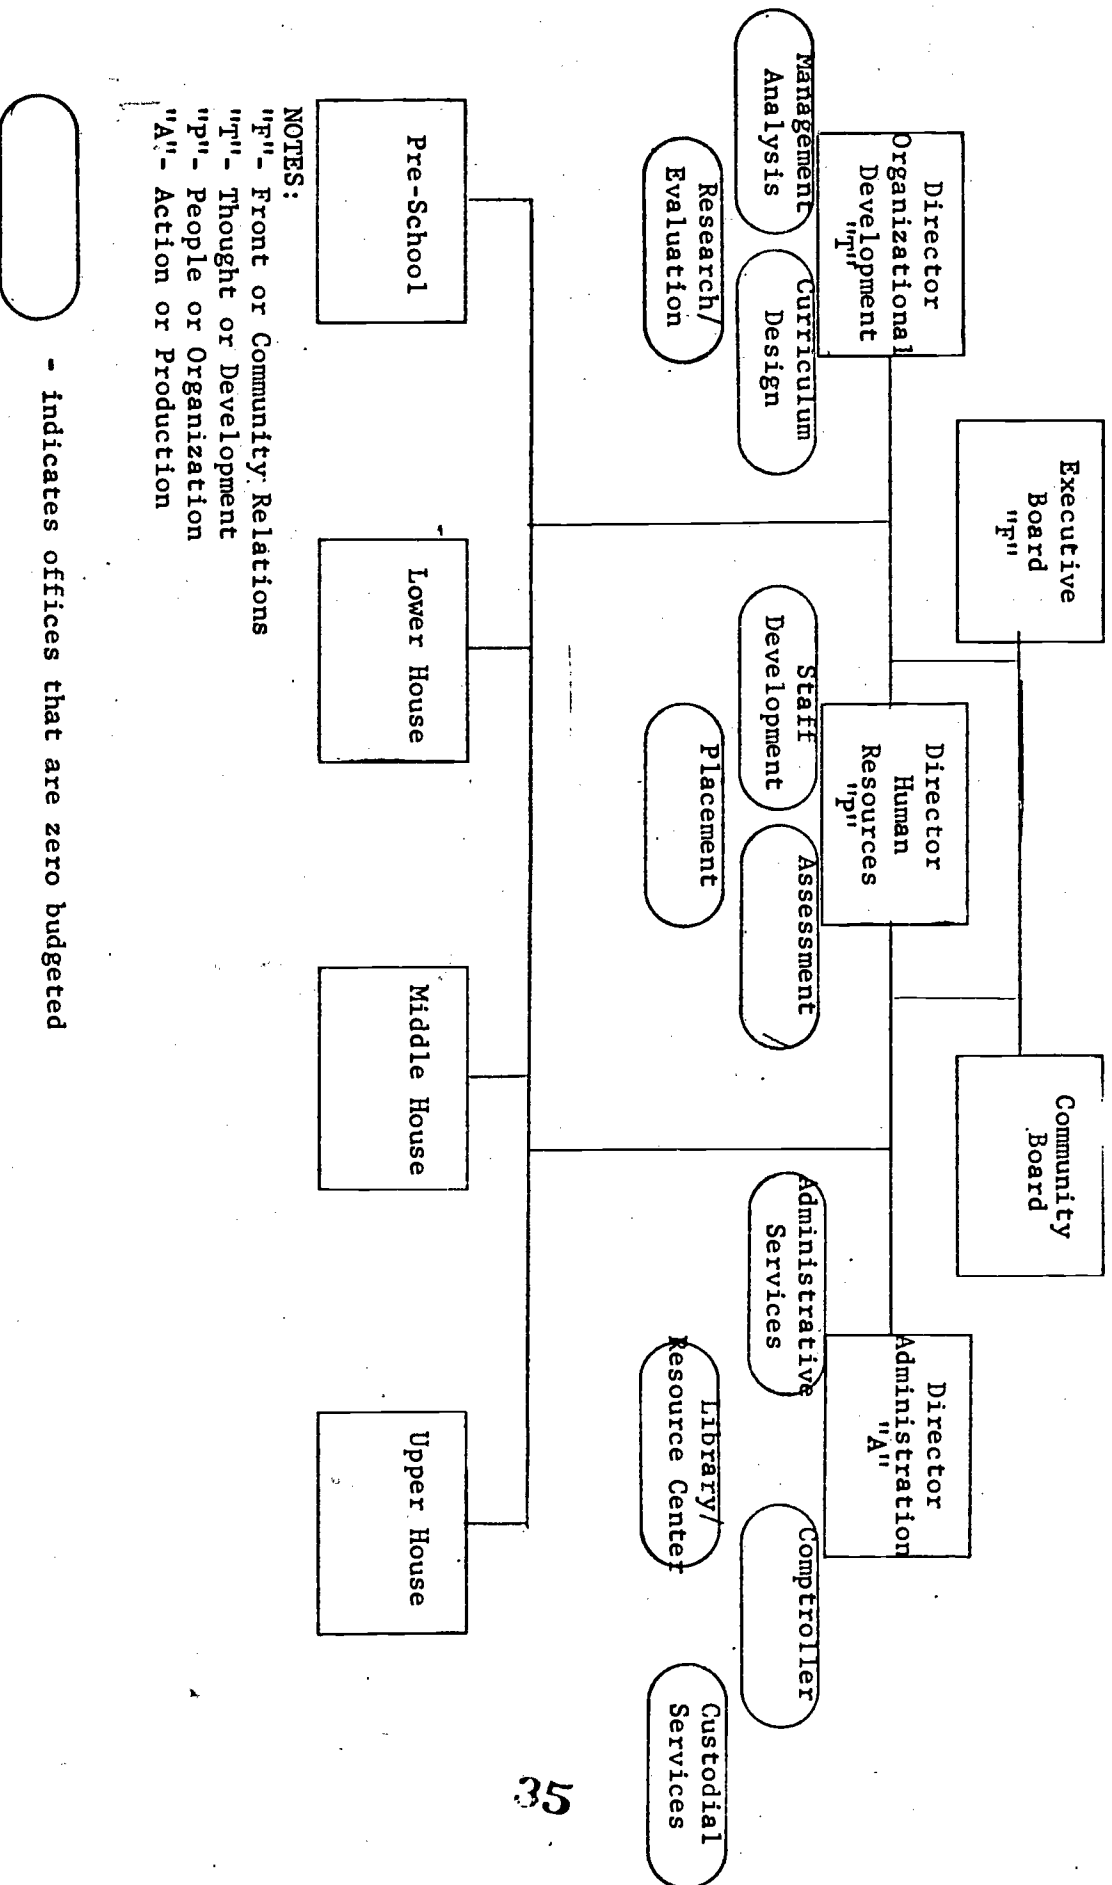 Executive
Board
"F"
Community
Board
Director
Organizational
Development
"T"
Director
Human
Resources
"P"
Director
Administration
"A"
Management
Analysis
Curriculum
Design
Research/
Evaluation
Staff
Development
Assessment
Placement
Administrative
Services
Comptroller
Library/
Resource Center
Custodial
Services
Pre-School
Lower House
Middle House
Upper House
NOTES:
"F"- Front or Community Relations
"T"- Thought or Development
"P"- People or Organization
"A"- Action or Production
- indicates offices that are zero budgeted
35